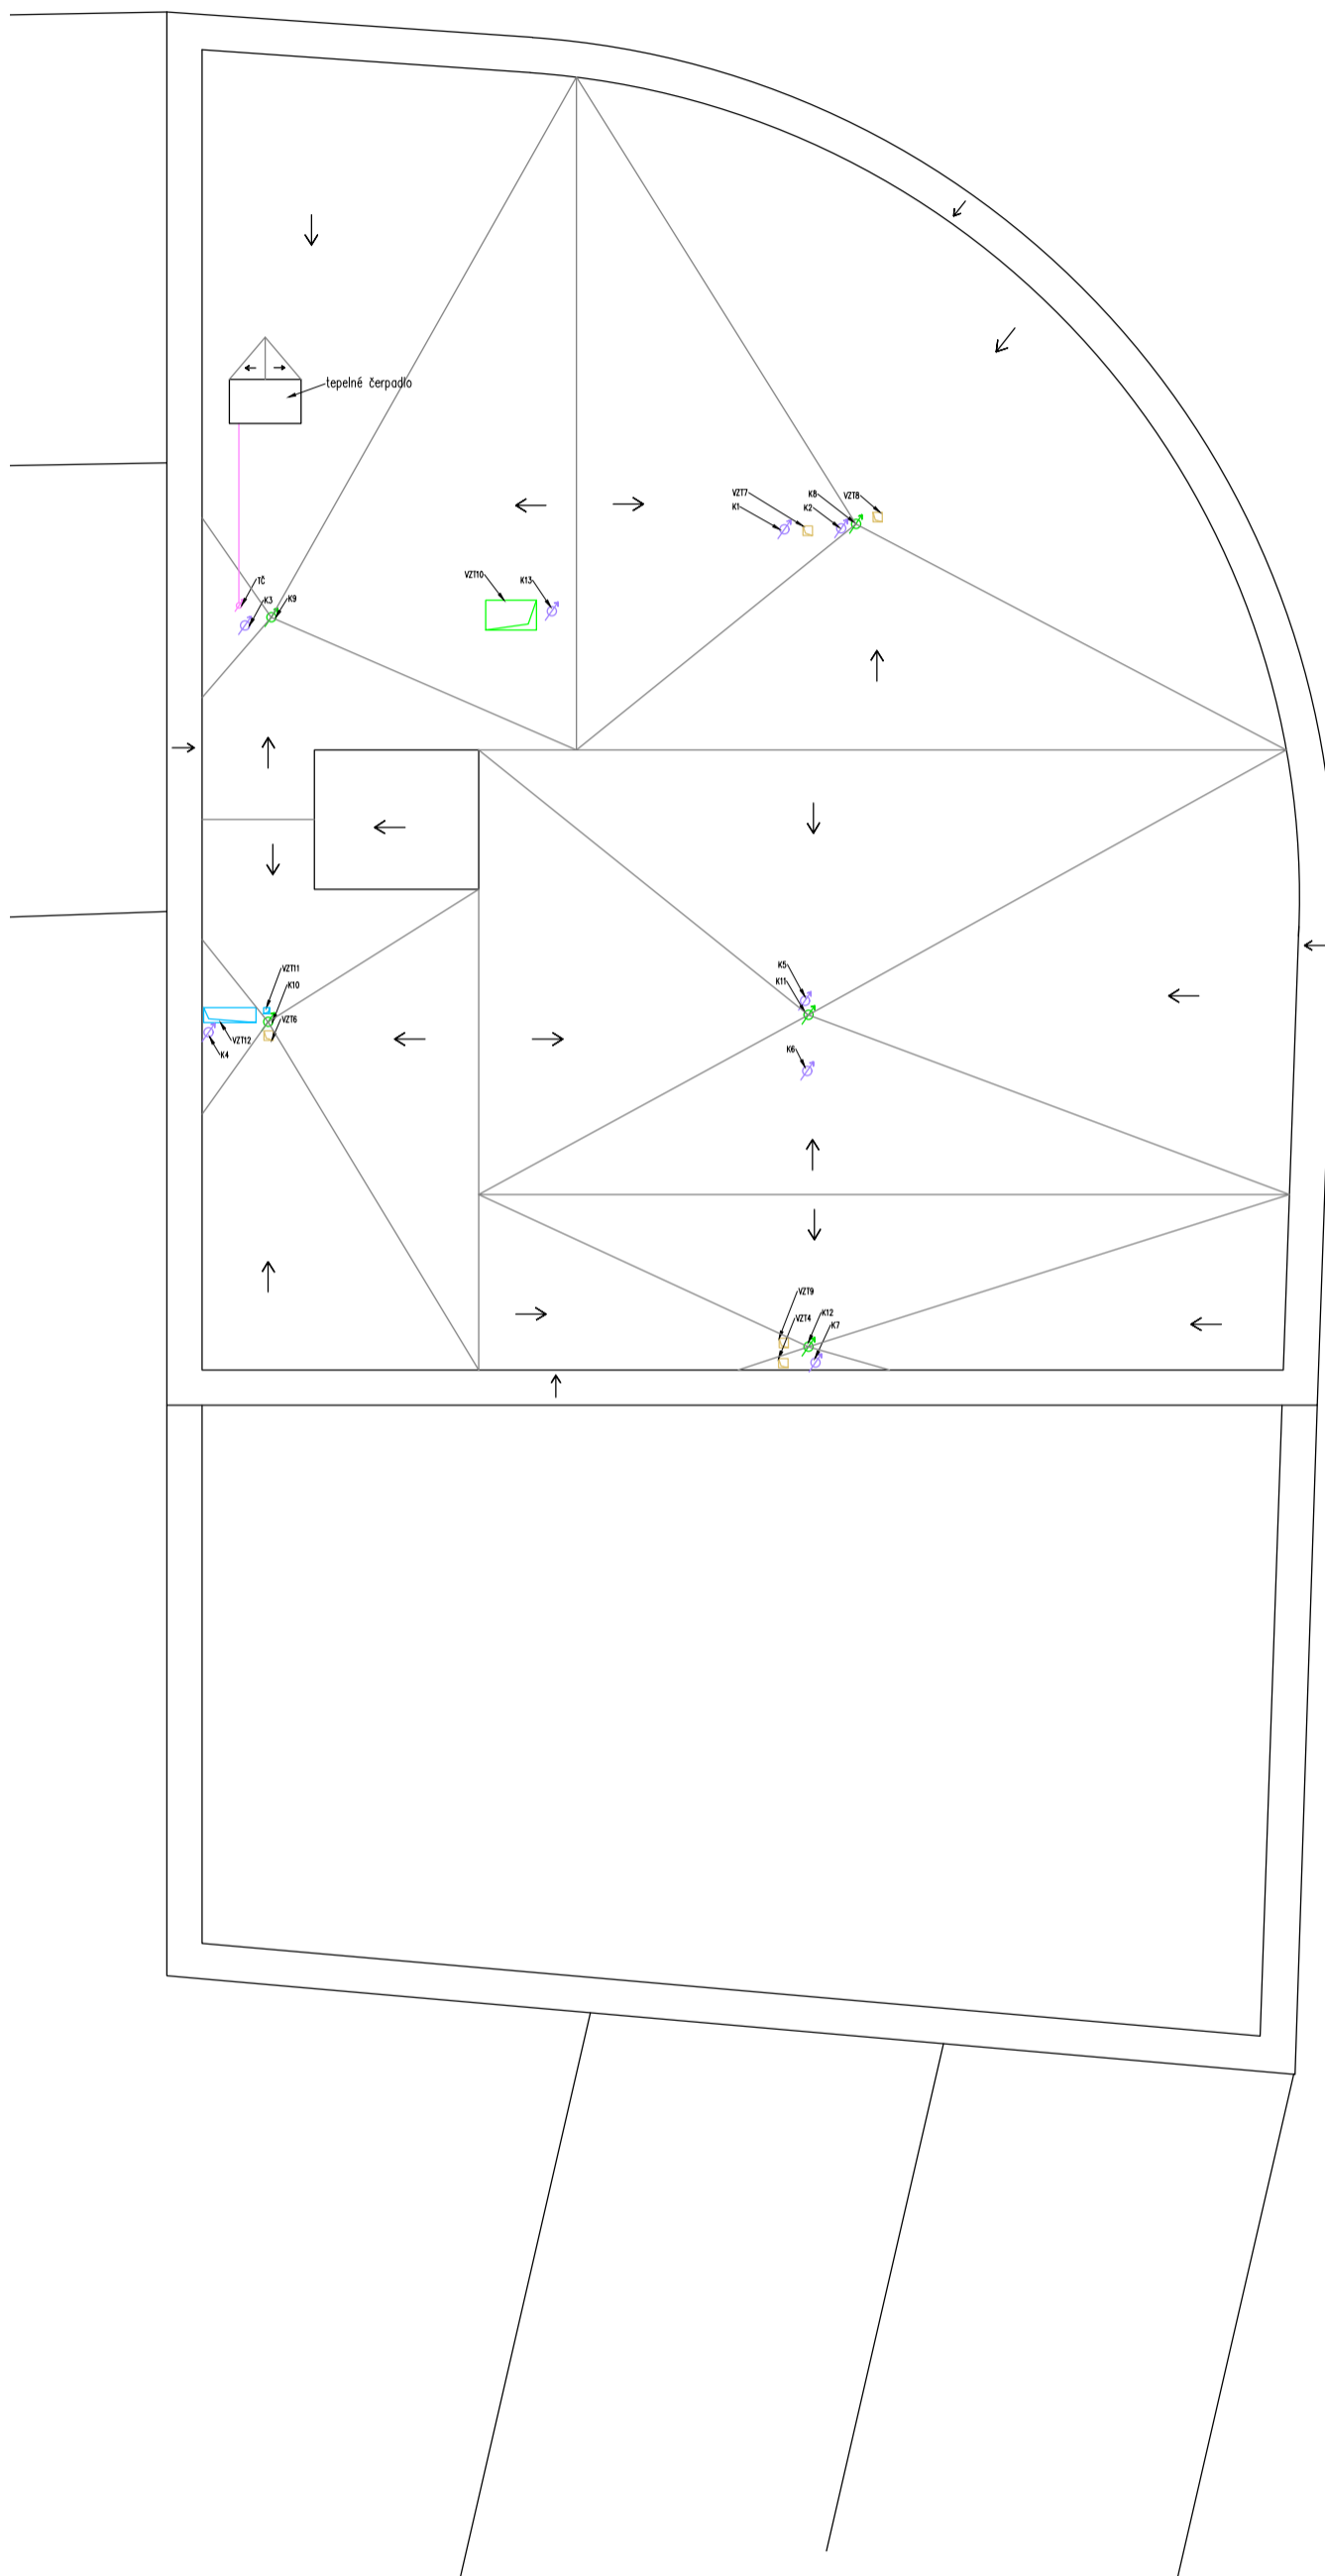 tepelné čerpadlo
VZT7
K8
VZT8
K1
K2
VZT10
K13
TČ
K3
K9
K5
VZT11
K11
K10
VZT6
VZT12
K4
K6
VZT9
K12
VZT4
K7